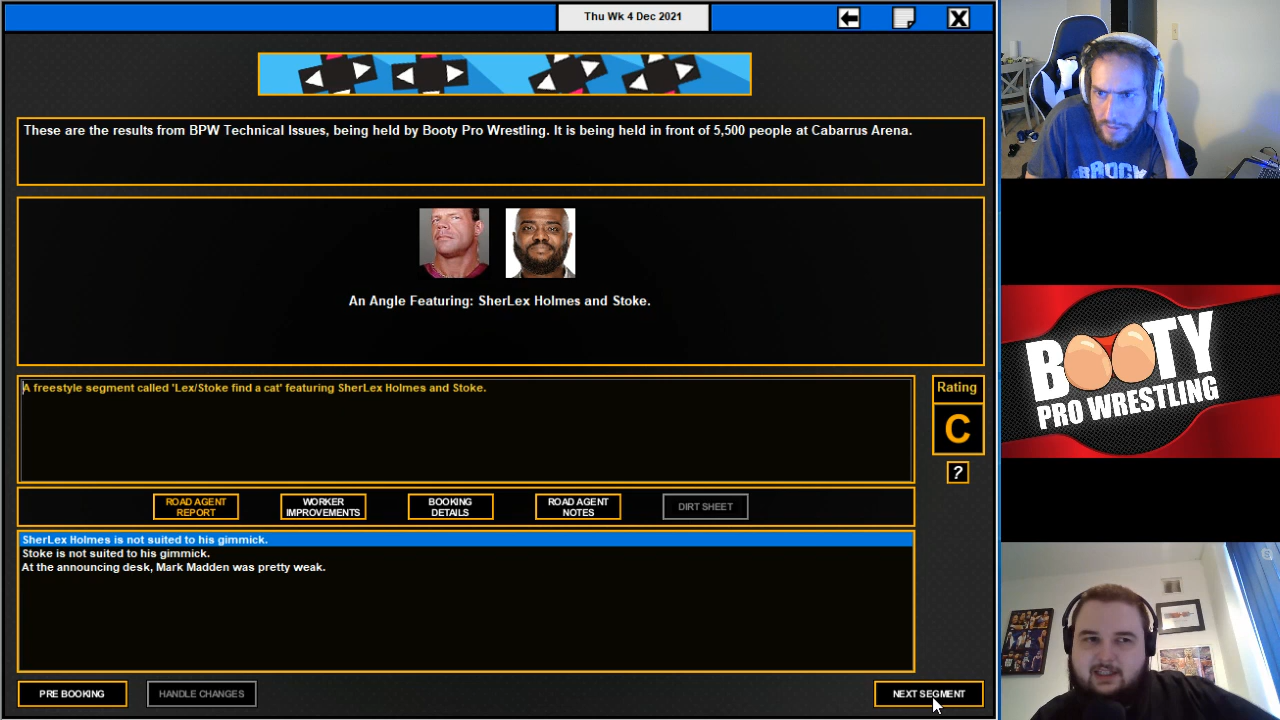 Thu Wk 4 Dec 2021
These are the results from BPW Technical Issues, being held by Booty Pro Wrestling. It is being held in front of 5,500 people at Cabarrus Arena.
An Angle Featuring: SherLex Holmes and Stoke.
A freestyle segment called 'Lex/Stoke find a cat' featuring SherLex Holmes and Stoke.
Rating
C
?
ROAD AGENT
REPORT
WORKER
IMPROVEMENTS
BOOKING
DETAILS
ROAD AGENT
NOTES
DIRT SHEET
SherLex Holmes is not suited to his gimmick.
Stoke is not suited to his gimmick.
At the announcing desk, Mark Madden was pretty weak.
PRE BOOKING
HANDLE CHANGES
NEXT SEGMENT
BOOTY
PRO WRESTLING